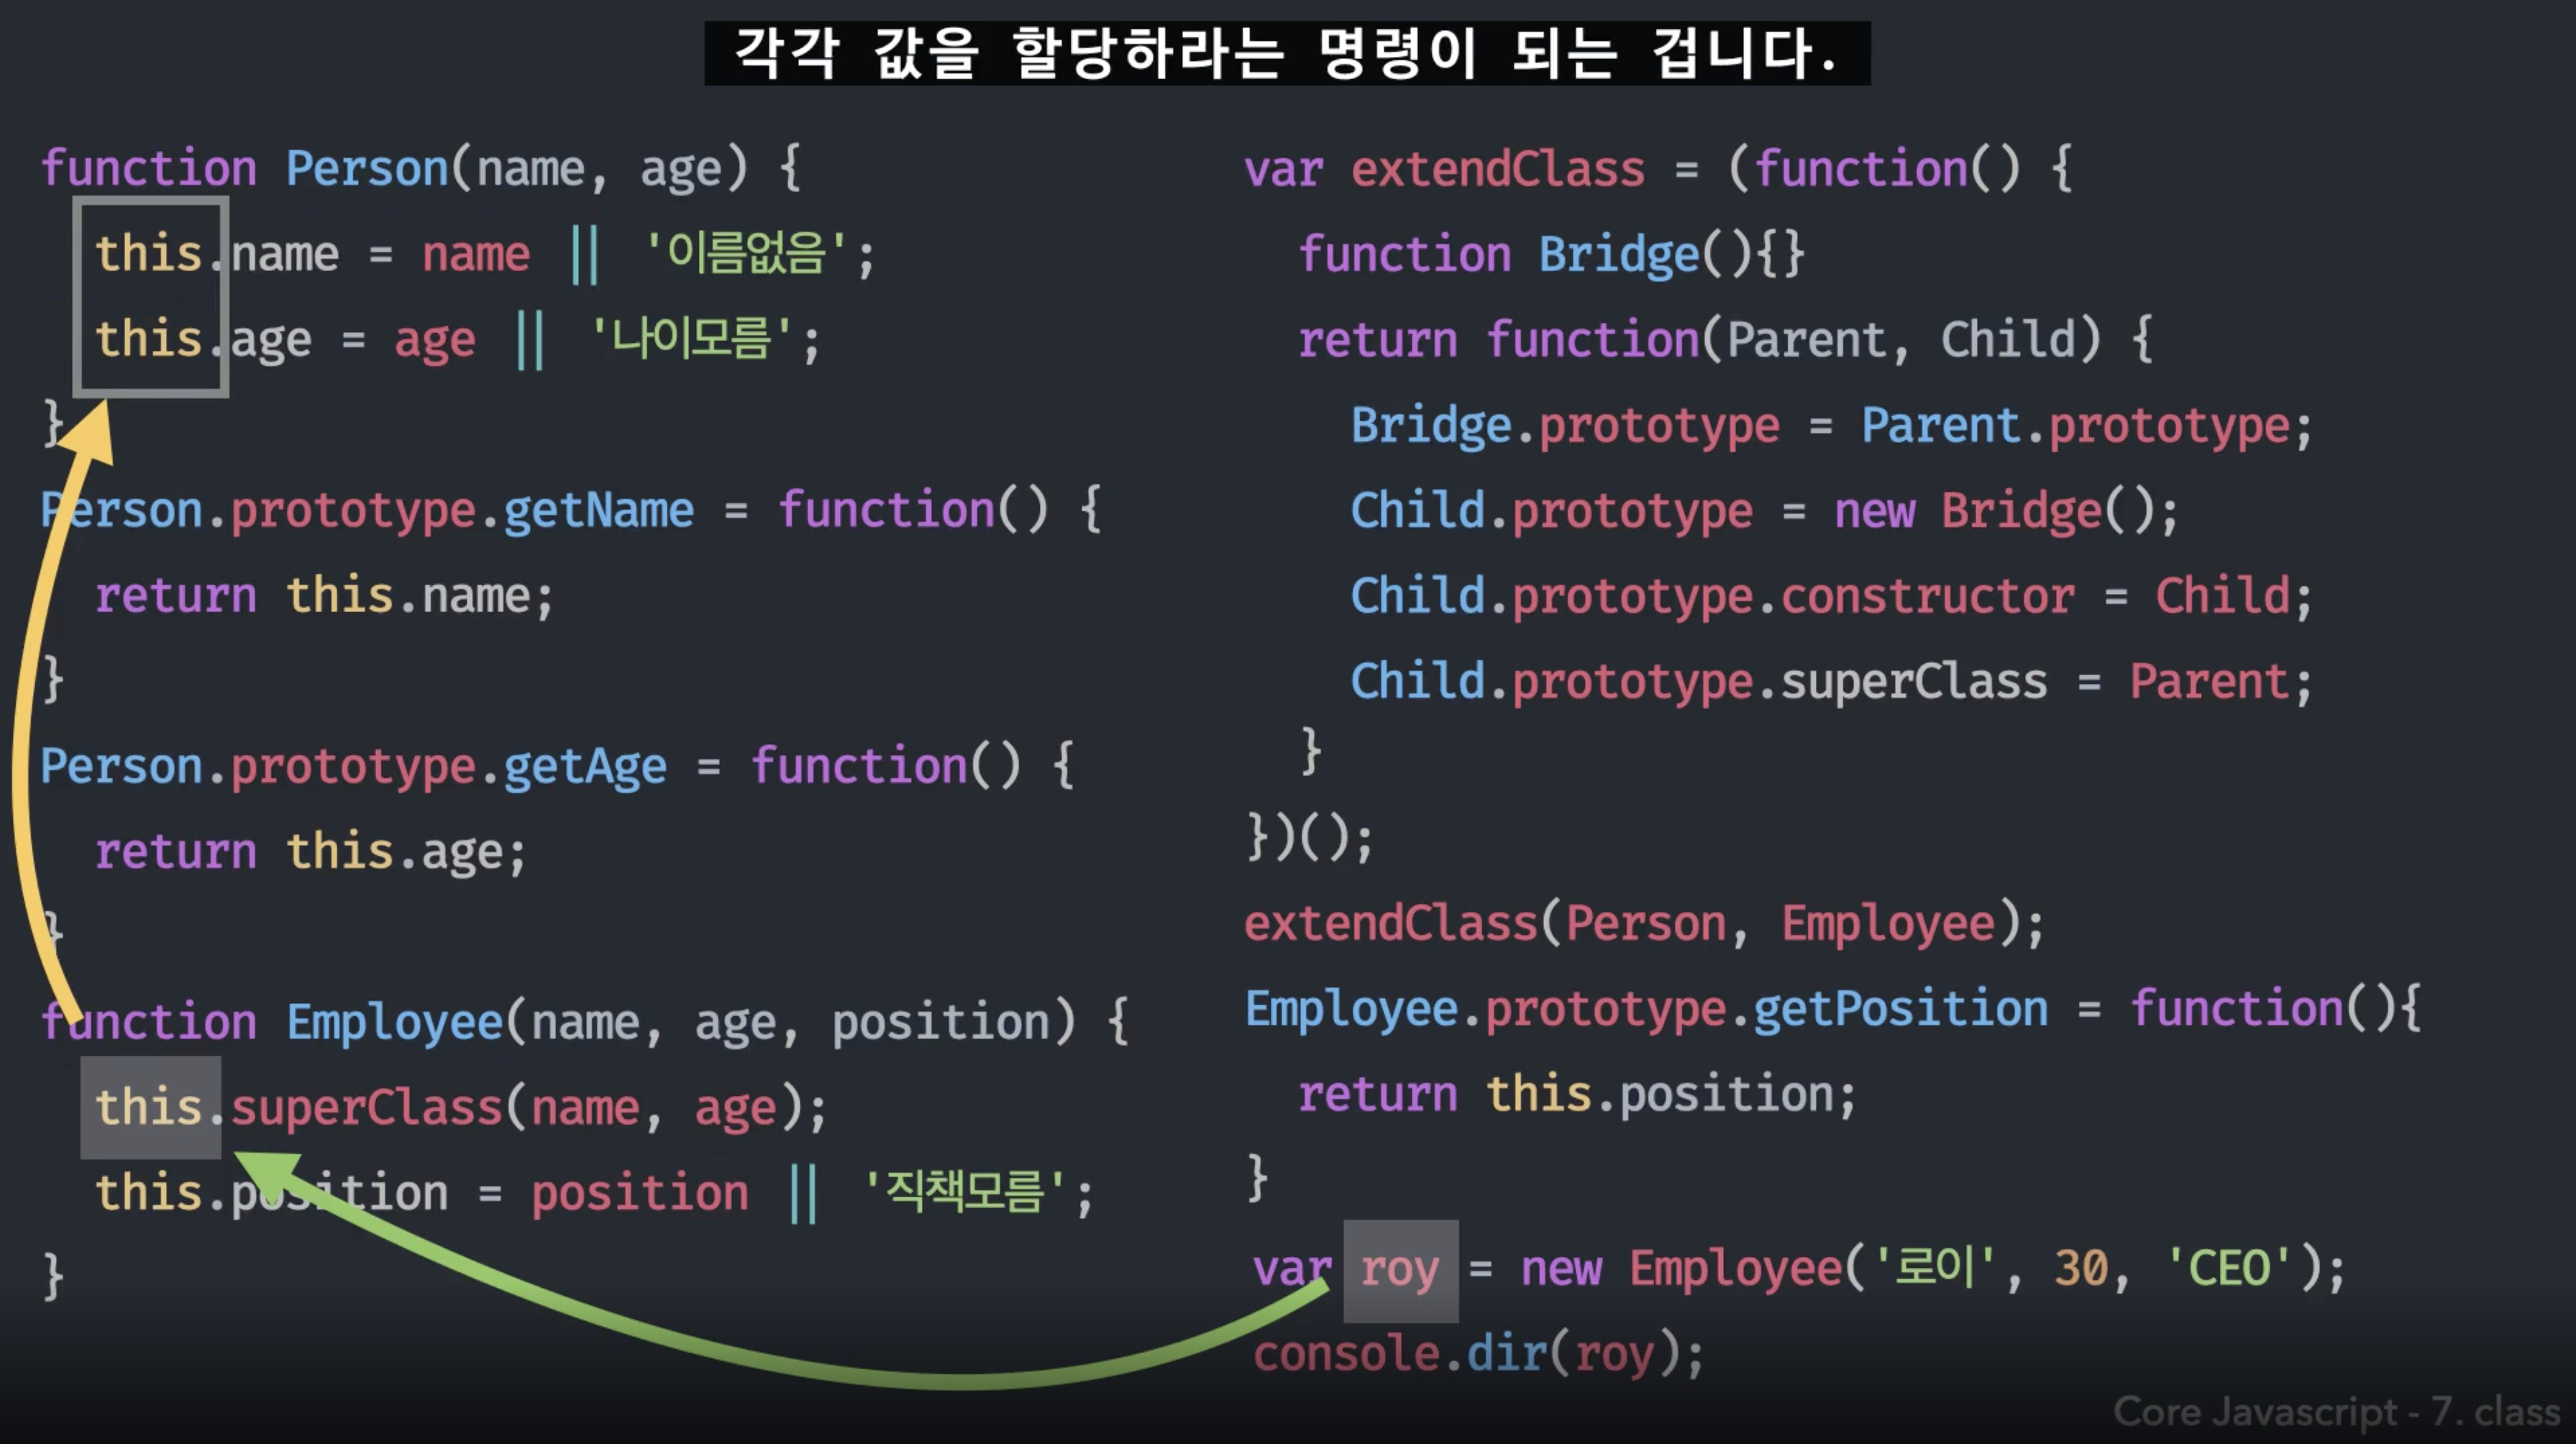 각각 값을 할당하라는 명령이 되는 겁니다.
function Person(name, age) {
this.name = name || '이름없음';
this.age = age || '나이모름';
}
Person.prototype.getName = function() {
return this.name;
}
Person.prototype.getAge = function() {
return this.age;
}
function Employee(name, age, position) {
this.superClass(name, age);
this.position = position || '직책모름';
}
var extendClass = (function() {
function Bridge(){}
return function(Parent, Child) {
Bridge.prototype = Parent.prototype;
Child.prototype = new Bridge();
Child.prototype.constructor = Child;
Child.prototype.superClass = Parent;
}
})();
extendClass(Person, Employee);
Employee.prototype.getPosition = function(){
return this.position;
}
var roy = new Employee('로이', 30, 'CEO');
console.dir(roy);
Core Javascript - 7. class